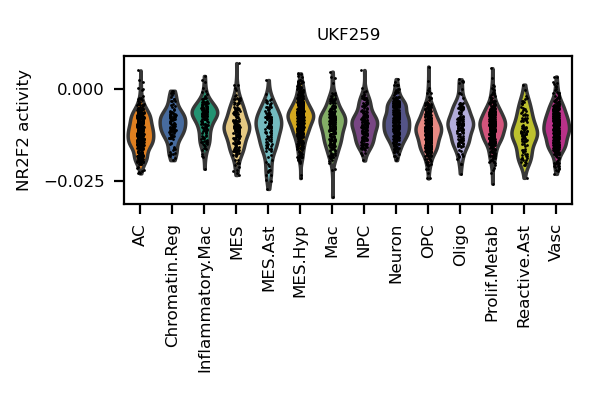 UKF259
NR2F2 activity
0.000
−0.025
AC
Chromatin.Reg
Inflammatory.Mac
MES
MES.Ast
MES.Hyp
Mac
NPC
Neuron
OPC
Oligo
Prolif.Metab
Reactive.Ast
Vasc